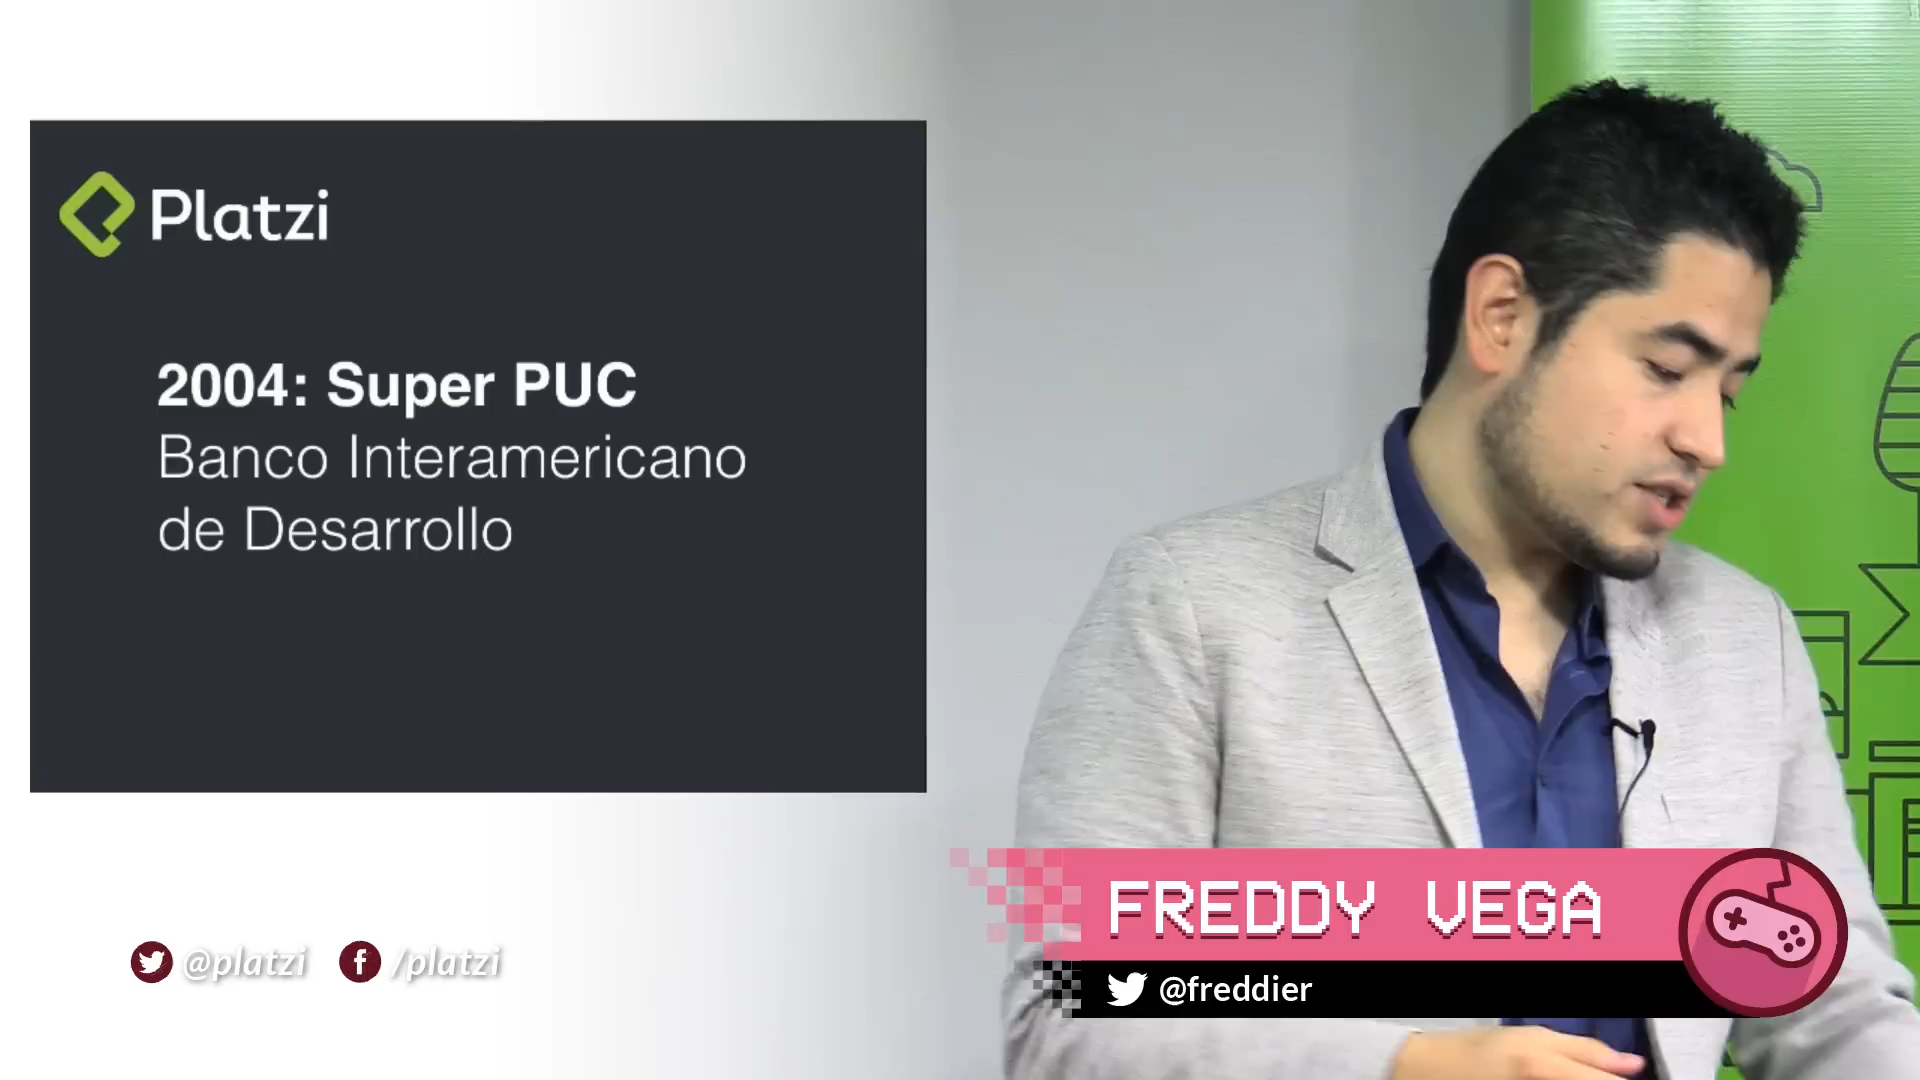 Platzi
2004: Super PUC
Banco Interamericano
de Desarrollo
@platzi
/platzi
FREDDY VEGA
@freddier